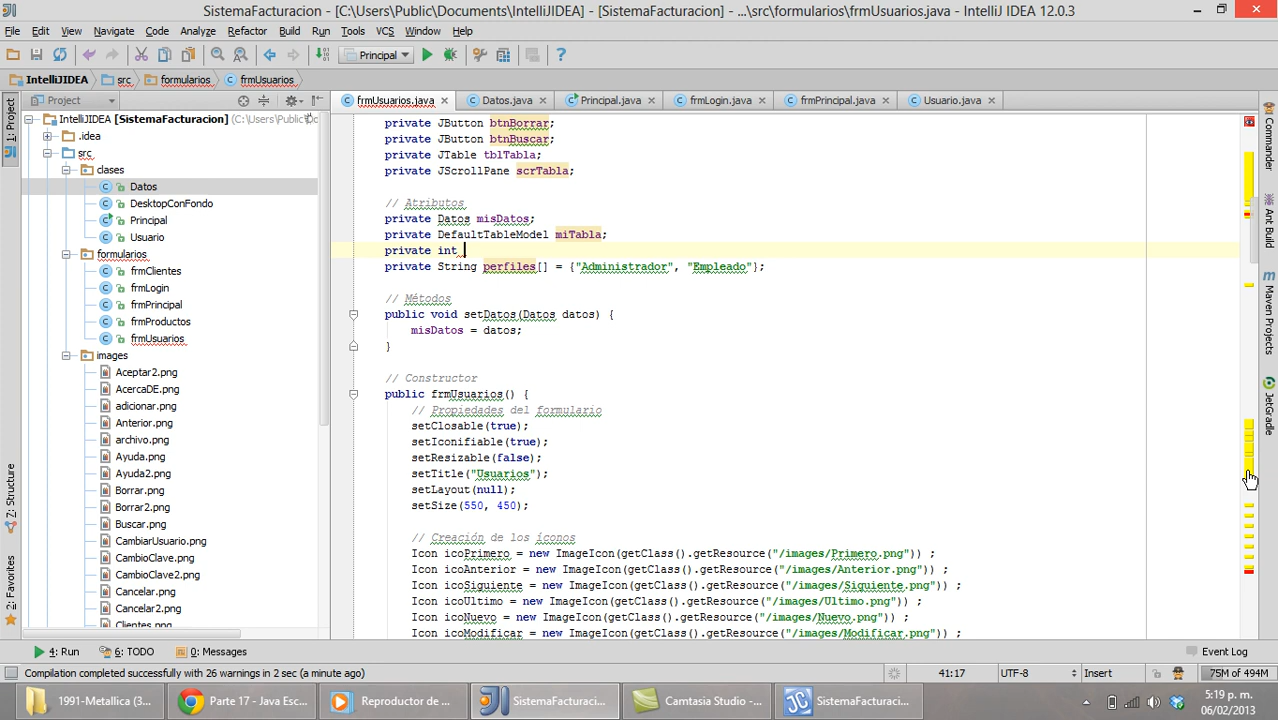 SistemaFacturacion - [C:\Users\Public\Documents\IntelliJIDEA] - [SistemaFacturacion] - ...\src\formularios\frmUsuarios.java - IntelliJ IDEA 12.0.3
File Edit View Navigate Code Analyze Refactor Build Run Tools VCS Window Help
Principal
IntelliJIDEA src formularios frmUsuarios
Project
frmUsuarios.java Datos.java Principal.java frmLogin.java frmPrincipal.java Usuario.java
IntelliJIDEA [SistemaFacturacion] (C:\Users\Public\
.idea
src
clases
Datos
DesktopConFondo
Principal
Usuario
formularios
frmClientes
frmLogin
frmPrincipal
frmProductos
frmUsuarios
images
Aceptar2.png
AcercaDE.png
adicionar.png
Anterior.png
archivo.png
Ayuda.png
Ayuda2.png
Borrar.png
Borrar2.png
Buscar.png
CambiarUsuario.png
CambioClave.png
CambioClave2.png
Cancelar.png
Cancelar2.png
Clientes.png
private JButton btnBorrar;
private JButton btnBuscar;
private JTable tblTabla;
private JScrollPane scrTabla;
// Atributos
private Datos misDatos;
private DefaultTableModel miTabla;
private int
private String perfiles[] = {"Administrador", "Empleado"};
// Métodos
public void setDatos(Datos datos) {
misDatos = datos;
}
// Constructor
public frmUsuarios() {
// Propiedades del formulario
setClosable(true);
setIconifiable(true);
setResizable(false);
setTitle("Usuarios");
setLayout(null);
setSize(550, 450);
// Creación de los íconos
Icon icoPrimero = new ImageIcon(getClass().getResource("/images/Primero.png")) ;
Icon icoAnterior = new ImageIcon(getClass().getResource("/images/Anterior.png")) ;
Icon icoSiguiente = new ImageIcon(getClass().getResource("/images/Siguiente.png")) ;
Icon icoUltimo = new ImageIcon(getClass().getResource("/images/Ultimo.png")) ;
Icon icoNuevo = new ImageIcon(getClass().getResource("/images/Nuevo.png")) ;
Icon icoModificar = new ImageIcon(getClass().getResource("/images/Modificar.png")) ;
1: Project
7: Structure
2: Favorites
Commander
Ant Build
Maven Projects
JetGradle
4: Run 6: TODO 0: Messages Event Log
Compilation completed successfully with 26 warnings in 2 sec (a minute ago) 41:17 UTF-8 Insert 75M of 494M
1991-Metallica (3... Parte 17 - Java Esc... Reproductor de ... SistemaFacturacion... Camtasia Studio - ... SistemaFacturacion...
5:19 p. m.
06/02/2013